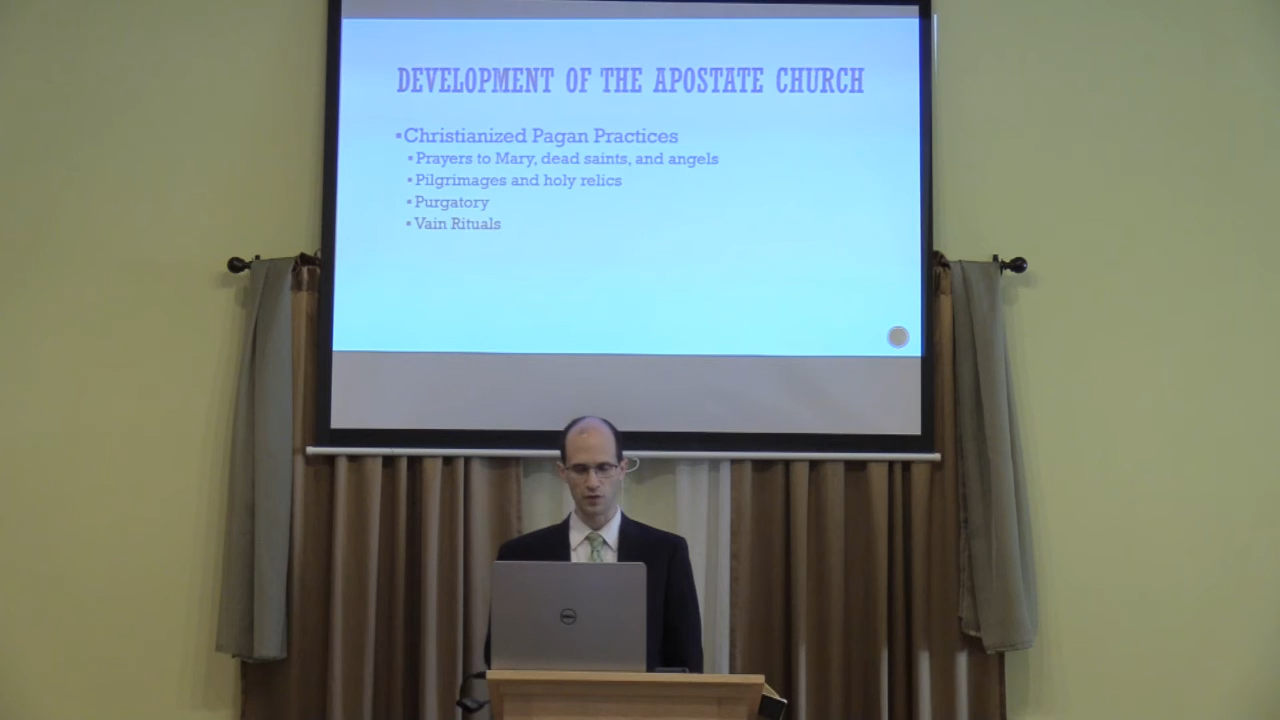 DEVELOPMENT OF THE APOSTATE CHURCH
▪Christianized Pagan Practices
▪Prayers to Mary, dead saints, and angels
▪Pilgrimages and holy relics
▪Purgatory
▪Vain Rituals
DELL